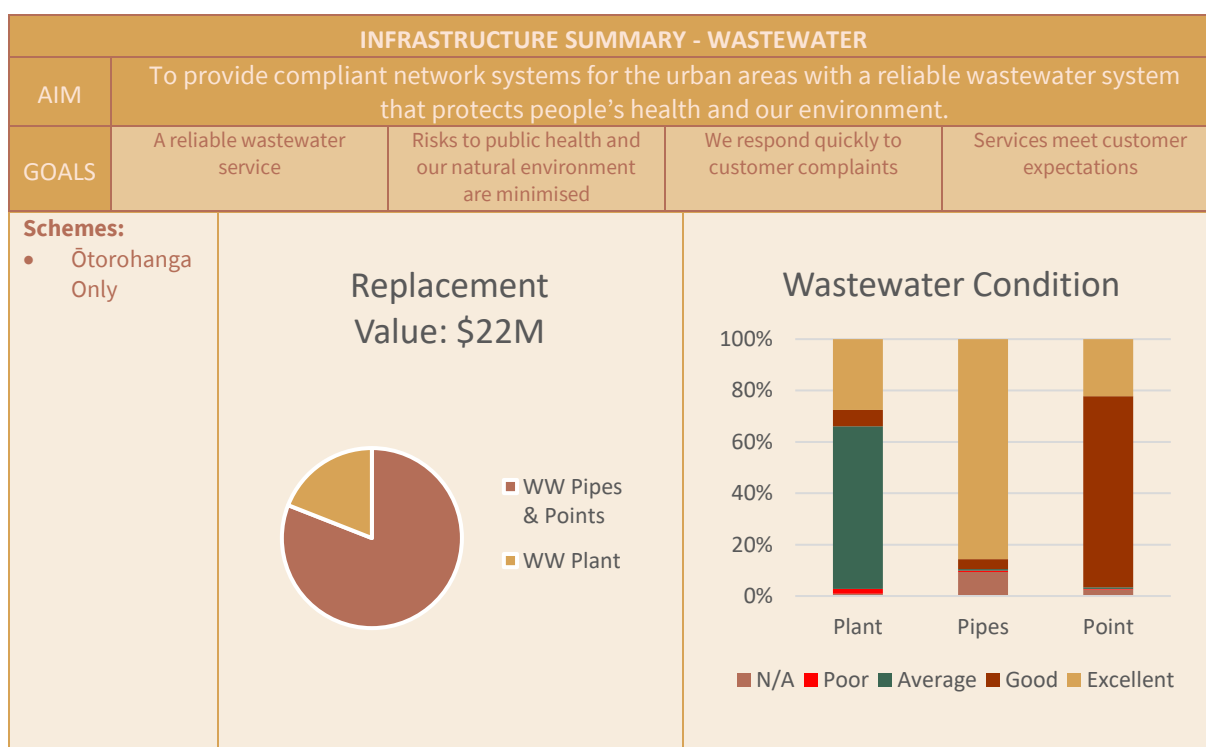 INFRASTRUCTURE SUMMARY - WASTEWATER
AIM
To provide compliant network systems for the urban areas with a reliable wastewater system
that protects people's health and our environment.
GOALS
A reliable wastewater
service
Risks to public health and
our natural environment
are minimised
We respond quickly to
customer complaints
Services meet customer
expectations
Schemes:
• Ōtorohanga
Only
Replacement
Value: $22M
WW Pipes
& Points
WW Plant
Wastewater Condition
100%
80%
60%
40%
20%
0%
Plant Pipes Point
N/A Poor Average Good Excellent